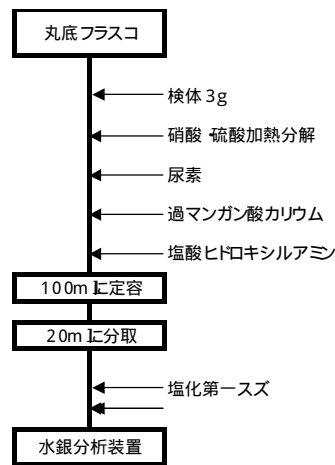 丸底フラスコ
検体3g
硝酸・硫酸加熱分解
尿素
過マンガン酸カリウム
塩酸ヒドロキシルアミン
100mlに定容
20mlに分取
塩化第一スズ
水銀分析装置